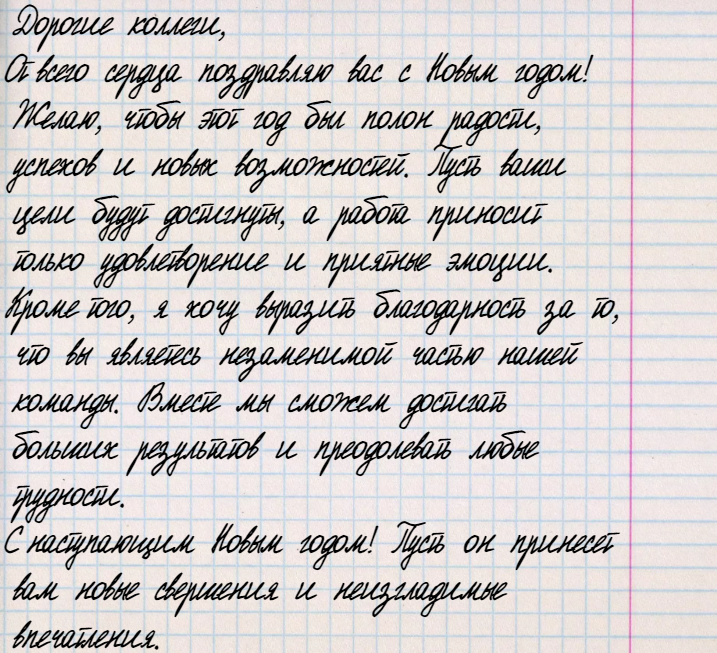 Дорогие коллеги,
От всего сердца поздравляю вас с Новым годом!
Желаю, чтобы этот год был полон радости,
успехов и новых возможностей. Пусть ваши
цели будут достигнуты, а работа приносит
только удовлетворение и приятные эмоции.
Кроме того, я хочу выразить благодарность за то,
что вы являетесь незаменимой частью нашей
команды. Вместе мы сможем достигать
больших результатов и преодолевать любые
трудности.
С наступающим Новым годом! Пусть он принесет
вам новые свершения и неизгладимые
впечатления.